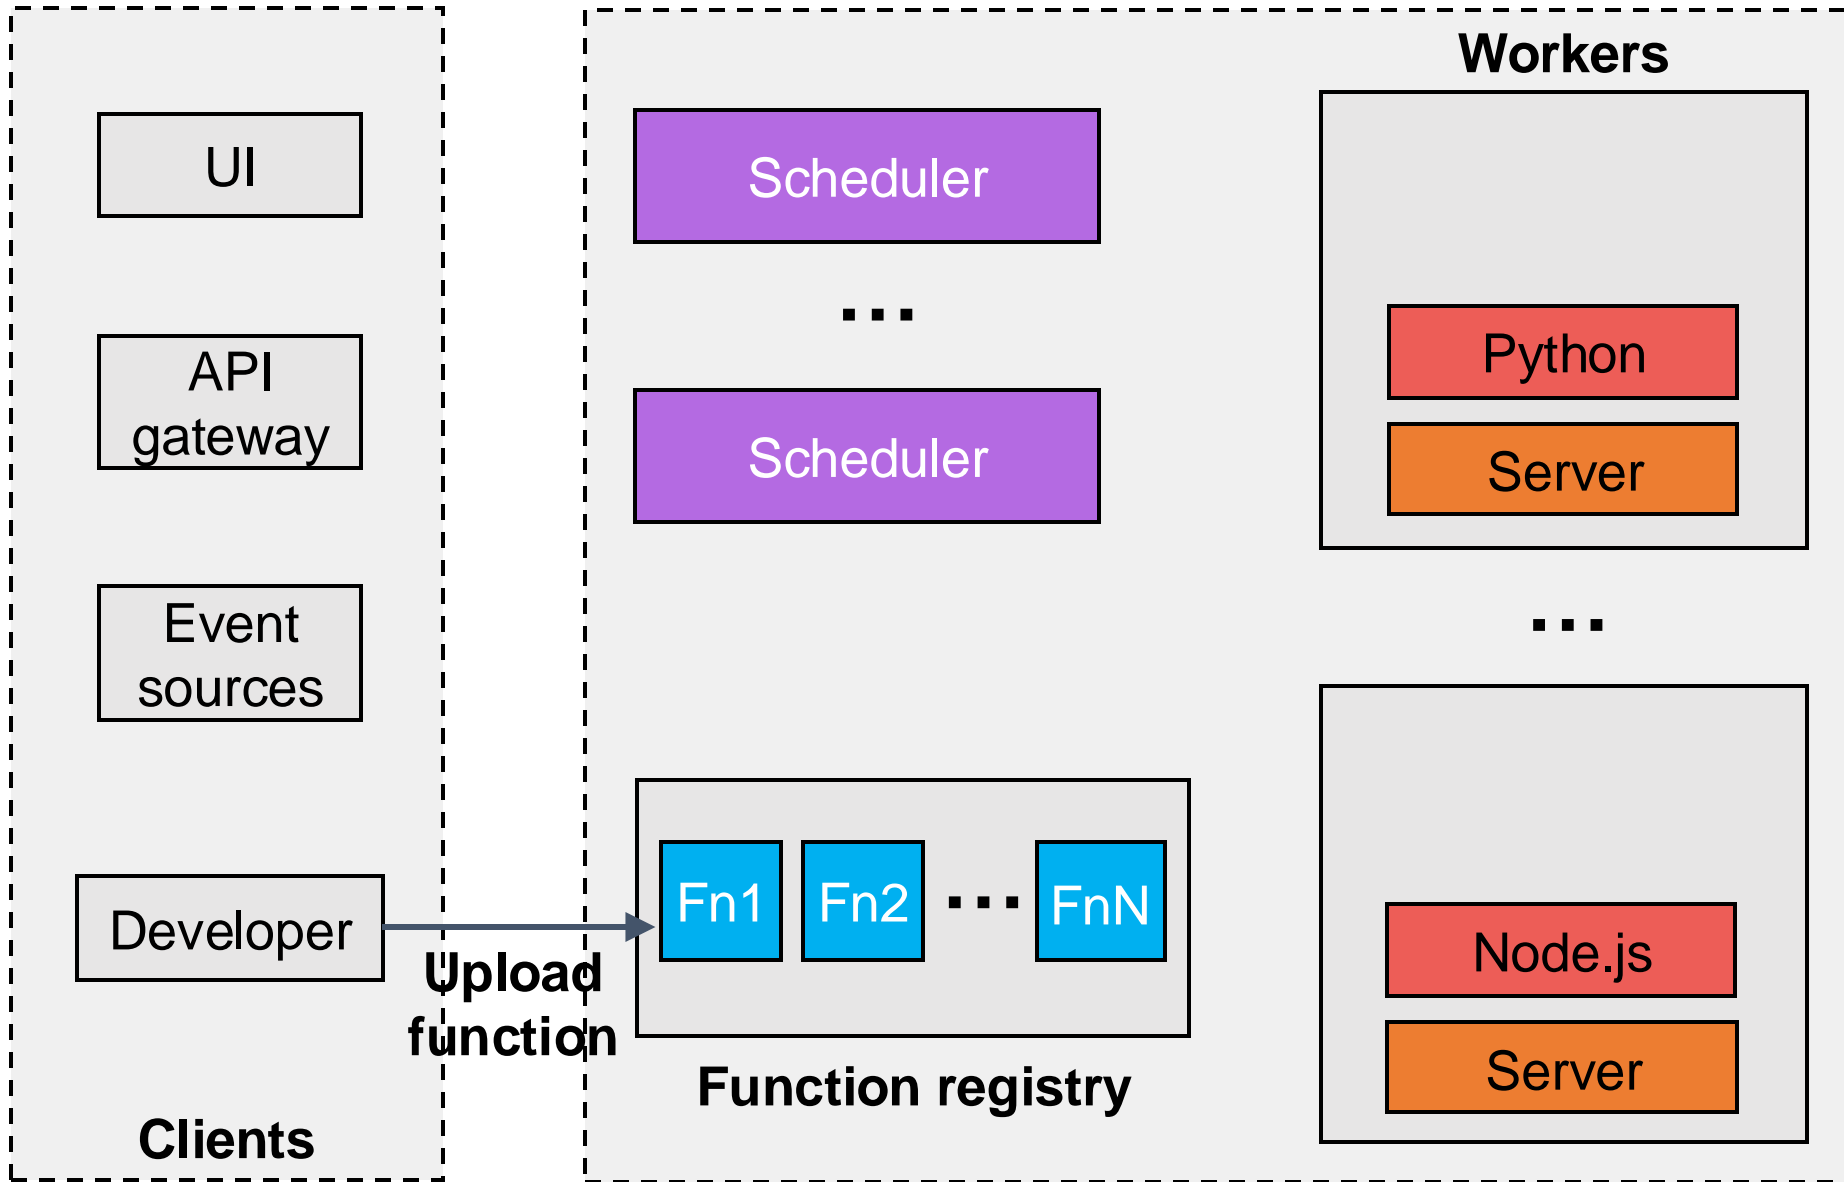 UI
API
gateway
Event
sources
Developer
Upload
function
Clients
Scheduler
...
Scheduler
Fn1 Fn2 ... FnN
Function registry
Workers
Python
Server
...
Node.js
Server